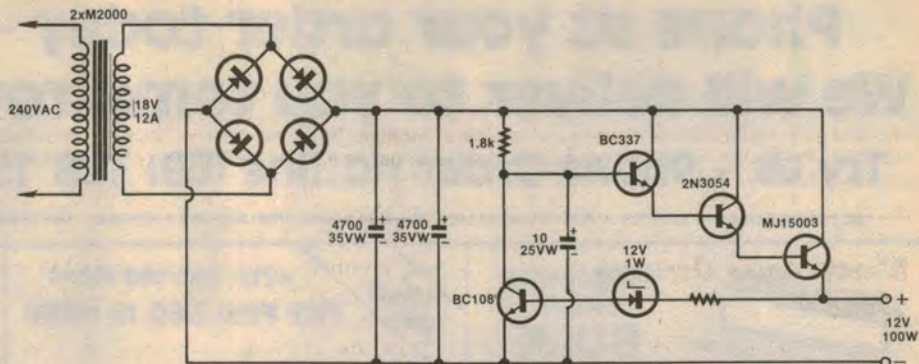 2xM2000
240VAC
18V
12A
1.8k
BC337
2N3054
MJ15003
4700
35VW
+
−
4700
35VW
+
−
10
25VW
+
−
12V
1W
BC108
+
12V
100W
−